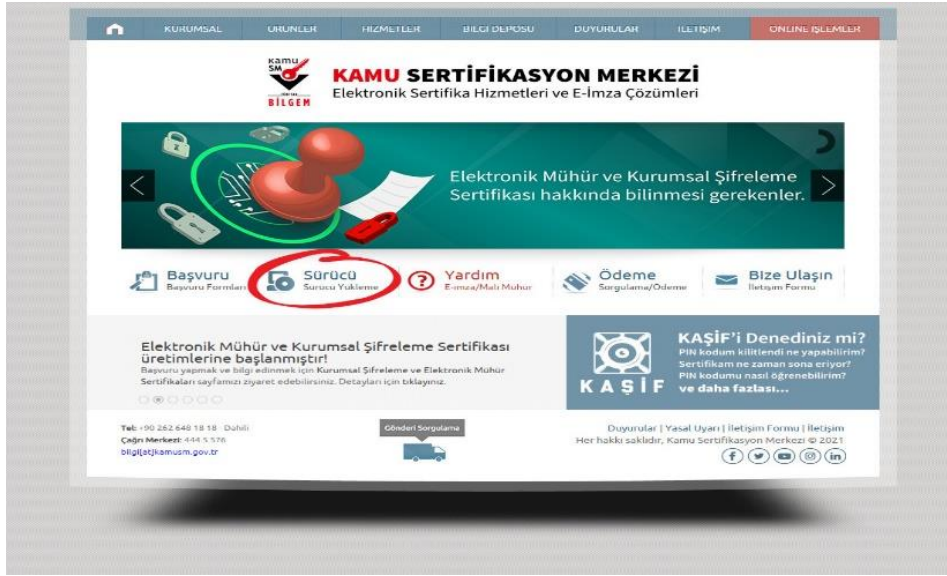 KURUMSAL ÜRÜNLER HİZMETLER BİLGİ DEPOSU DUYURULAR İLETİŞİM ONLINE İŞLEMLER
kamu
SM
BİLGEM
KAMU SERTİFİKASYON MERKEZİ
Elektronik Sertifika Hizmetleri ve E-İmza Çözümleri
Elektronik Mühür ve Kurumsal Şifreleme
Sertifikası hakkında bilinmesi gerekenler.
Başvuru
Başvuru Formları
Sürücü
Sürücü Yükleme
Yardım
E-imza/Mali Mühür
Ödeme
Sorgulama/Ödeme
Bize Ulaşın
İletişim Formu
Elektronik Mühür ve Kurumsal Şifreleme Sertifikası
üretimlerine başlanmıştır!
Başvuru yapmak ve bilgi edinmek için Kurumsal Şifreleme ve Elektronik Mühür
Sertifikaları sayfamızı ziyaret edebilirsiniz. Detayları için tıklayınız.
KAŞİF
KAŞİF'i Denediniz mi?
PIN kodum kilitlendi ne yapabilirim?
Sertifikam ne zaman sona eriyor?
PIN kodumu nasıl öğrenebilirim?
ve daha fazlası...
Tel: +90 262 648 18 18 - Dahili
Çağrı Merkezi: 444 5 576
bilgi[at]kamusm.gov.tr
Gönderi Sorgulama
Duyurular | Yasal Uyarı | İletişim Formu | İletişim
Her hakkı saklıdır, Kamu Sertifikasyon Merkezi © 2021